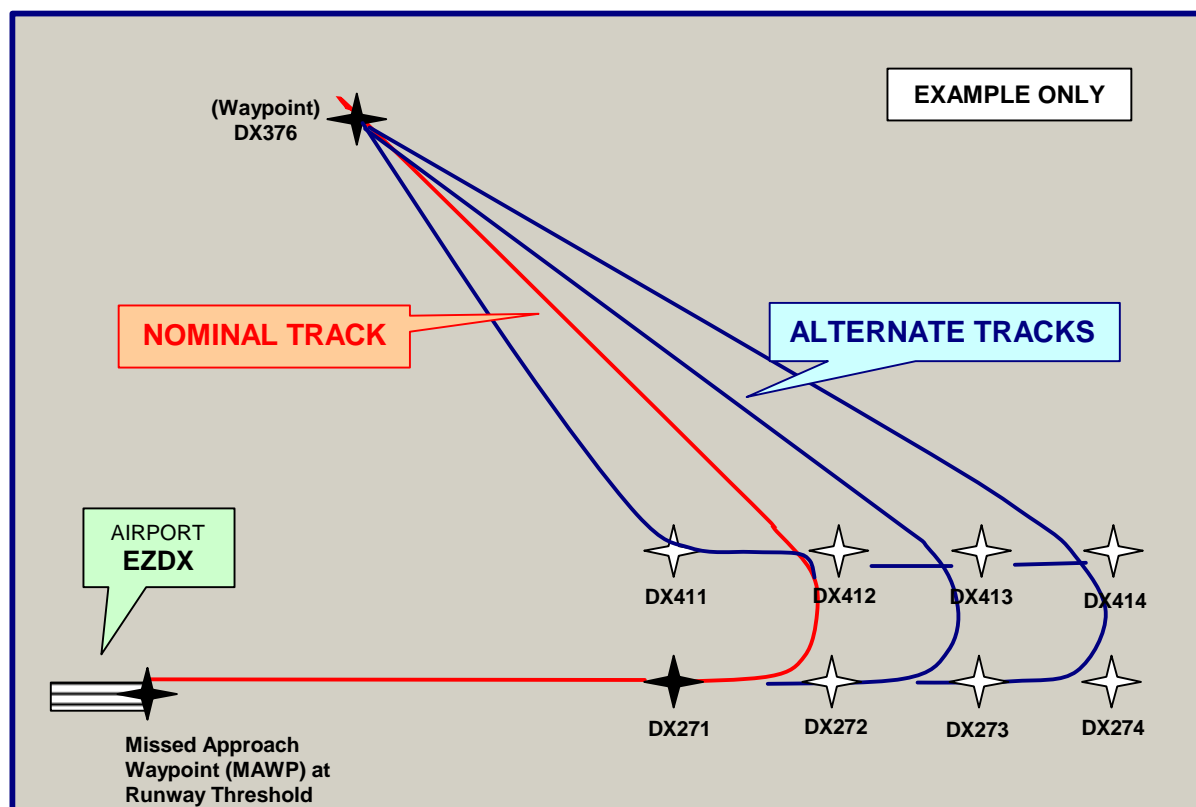 EXAMPLE ONLY
(Waypoint)
DX376
NOMINAL TRACK
ALTERNATE TRACKS
AIRPORT
EZDX
DX411
DX412
DX413
DX414
DX271
DX272
DX273
DX274
Missed Approach
Waypoint (MAWP) at
Runway Threshold